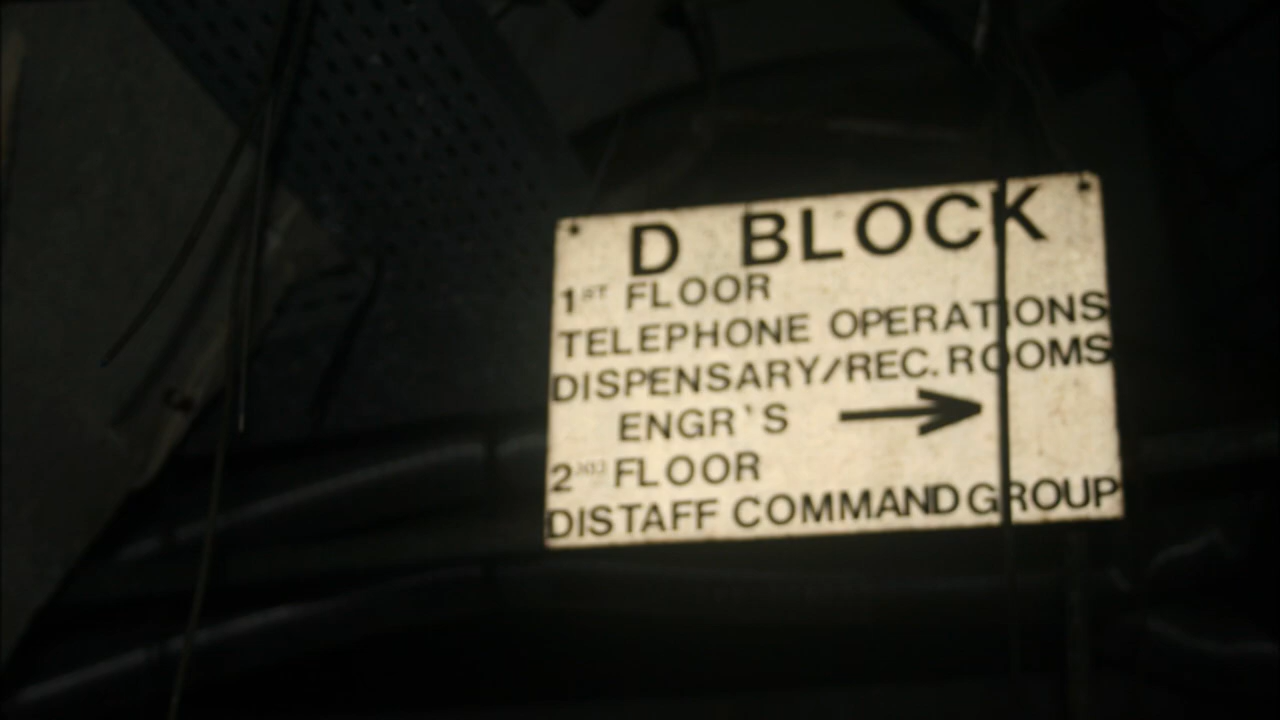 D BLOCK
1ST FLOOR
TELEPHONE OPERATIONS
DISPENSARY/REC. ROOMS
ENGR'S
2ND FLOOR
DISTAFF COMMAND GROUP